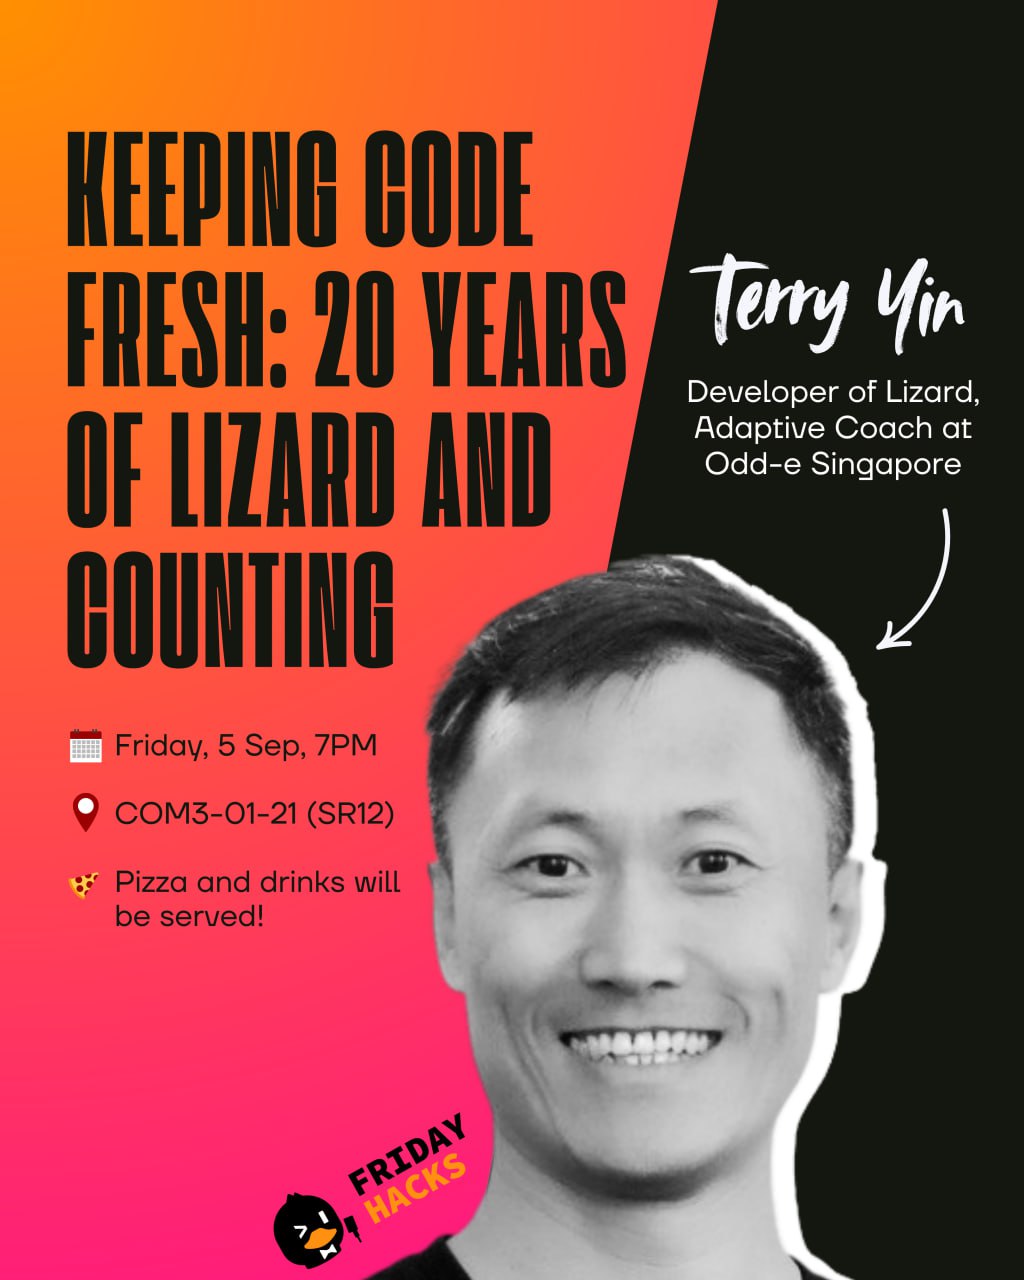 KEEPING CODE
FRESH: 20 YEARS
OF LIZARD AND
COUNTING
Terry Yin
Developer of Lizard,
Adaptive Coach at
Odd-e Singapore
Friday, 5 Sep, 7PM
COM3-01-21 (SR12)
Pizza and drinks will
be served!
FRIDAY
HACKS